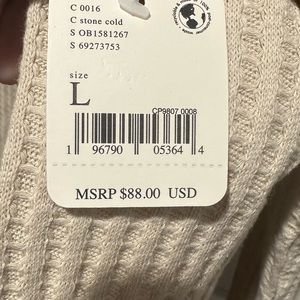 C 0016
C stone cold
S OB1581267
S 69273753
size
L
CP9807 0008
1 96790 05364 4
MSRP $88.00 USD